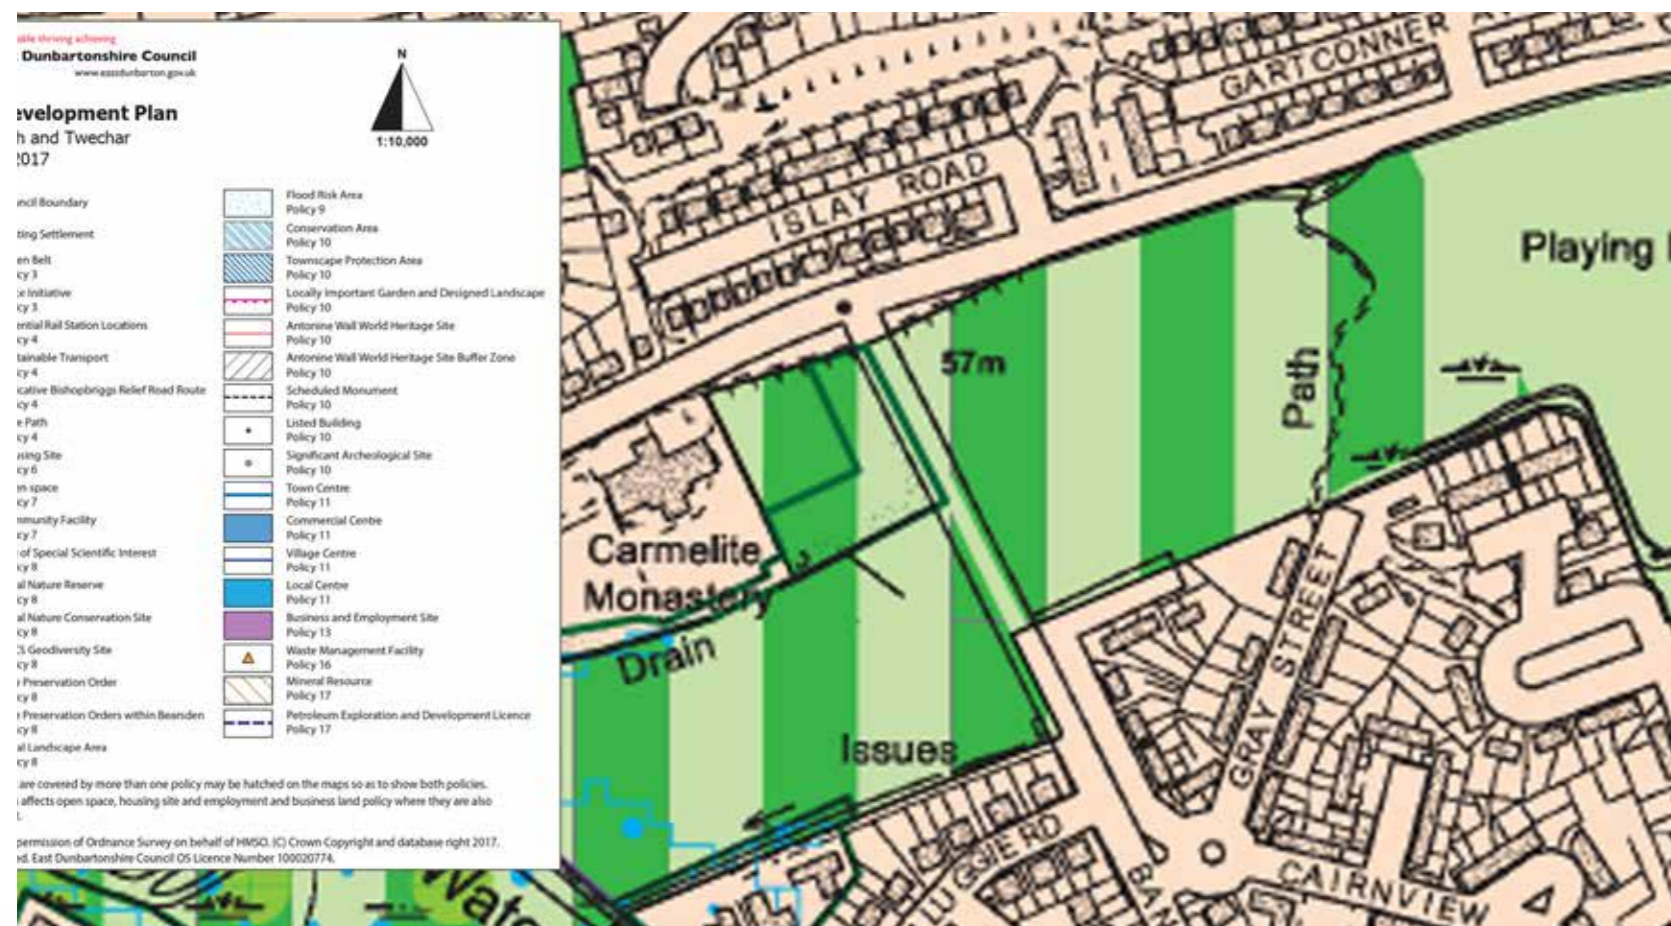 able thriving achieving
Dunbartonshire Council
www.eastdunbarton.gov.uk
evelopment Plan
h and Twechar
2017
N
1:10,000
ncil Boundary
ting Settlement
en Belt
cy 3
e Initiative
cy 3
ential Rail Station Locations
cy 4
tainable Transport
cy 4
icative Bishopbriggs Relief Road Route
cy 4
e Path
cy 4
using Site
cy 6
en space
cy 7
mmunity Facility
cy 7
of Special Scientific Interest
cy 8
al Nature Reserve
cy 8
al Nature Conservation Site
cy 8
CS Geodiversity Site
cy 8
e Preservation Order
cy 8
e Preservation Orders within Bearsden
cy 8
al Landscape Area
cy 8
Flood Risk Area
Policy 9
Conservation Area
Policy 10
Townscape Protection Area
Policy 10
Locally Important Garden and Designed Landscape
Policy 10
Antonine Wall World Heritage Site
Policy 10
Antonine Wall World Heritage Site Buffer Zone
Policy 10
Scheduled Monument
Policy 10
Listed Building
Policy 10
Significant Archeological Site
Policy 10
Town Centre
Policy 11
Commercial Centre
Policy 11
Village Centre
Policy 11
Local Centre
Policy 11
Business and Employment Site
Policy 13
Waste Management Facility
Policy 16
Mineral Resource
Policy 17
Petroleum Exploration and Development Licence
Policy 17
are covered by more than one policy may be hatched on the maps so as to show both policies.
affects open space, housing site and employment and business land policy where they are also
t.
permission of Ordnance Survey on behalf of HMSO. (C) Crown Copyright and database right 2017.
ed. East Dunbartonshire Council OS Licence Number 100020774.
GARTCONNER
ISLAY ROAD
Playing
57m
Path
Carmelite
Monastery
Drain
Issues
GRAY STREET
LUGGIE RD
BAN
CAIRNVIEW
Wate